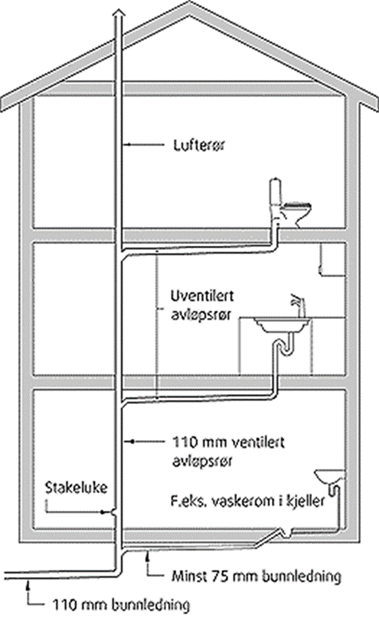 Lufterør
Uventilert
avløpsrør
110 mm ventilert
avløpsrør
Stakeluke
F.eks. vaskerom i kjeller
Minst 75 mm bunnledning
110 mm bunnledning